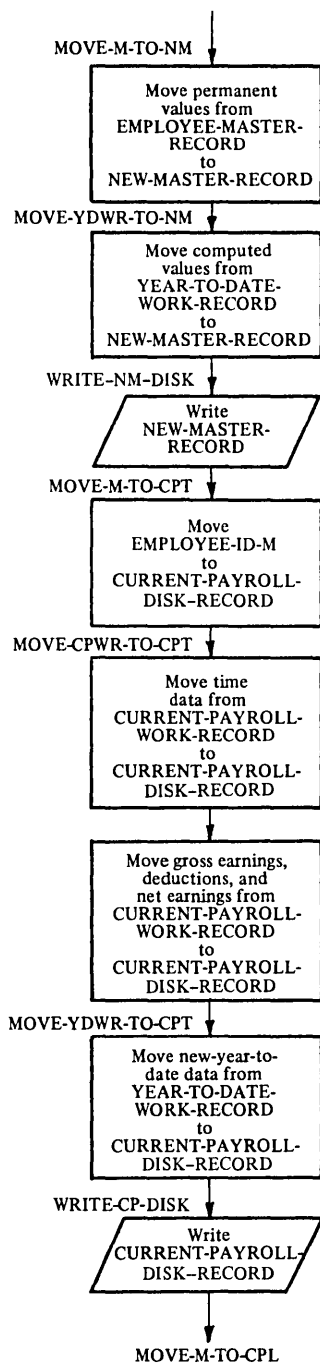 MOVE-M-TO-NM
Move permanent
values from
EMPLOYEE-MASTER-
RECORD
to
NEW-MASTER-RECORD
MOVE-YDWR-TO-NM
Move computed
values from
YEAR-TO-DATE-
WORK-RECORD
to
NEW-MASTER-RECORD
WRITE-NM-DISK
Write
NEW-MASTER-
RECORD
MOVE-M-TO-CPT
Move
EMPLOYEE-ID-M
to
CURRENT-PAYROLL-
DISK-RECORD
MOVE-CPWR-TO-CPT
Move time
data from
CURRENT-PAYROLL-
WORK-RECORD
to
CURRENT-PAYROLL-
DISK-RECORD
Move gross earnings,
deductions, and
net earnings from
CURRENT-PAYROLL-
WORK-RECORD
to
CURRENT-PAYROLL-
DISK-RECORD
MOVE-YDWR-TO-CPT
Move new-year-to-
date data from
YEAR-TO-DATE-
WORK-RECORD
to
CURRENT-PAYROLL-
DISK-RECORD
WRITE-CP-DISK
Write
CURRENT-PAYROLL-
DISK-RECORD
MOVE-M-TO-CPL